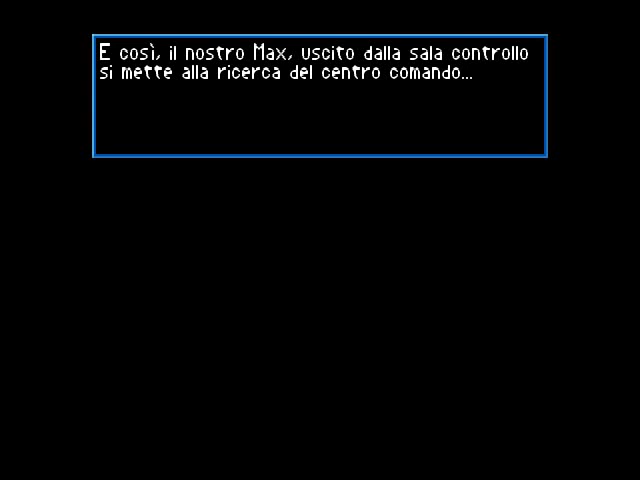 E così, il nostro Max, uscito dalla sala controllo
si mette alla ricerca del centro comando...